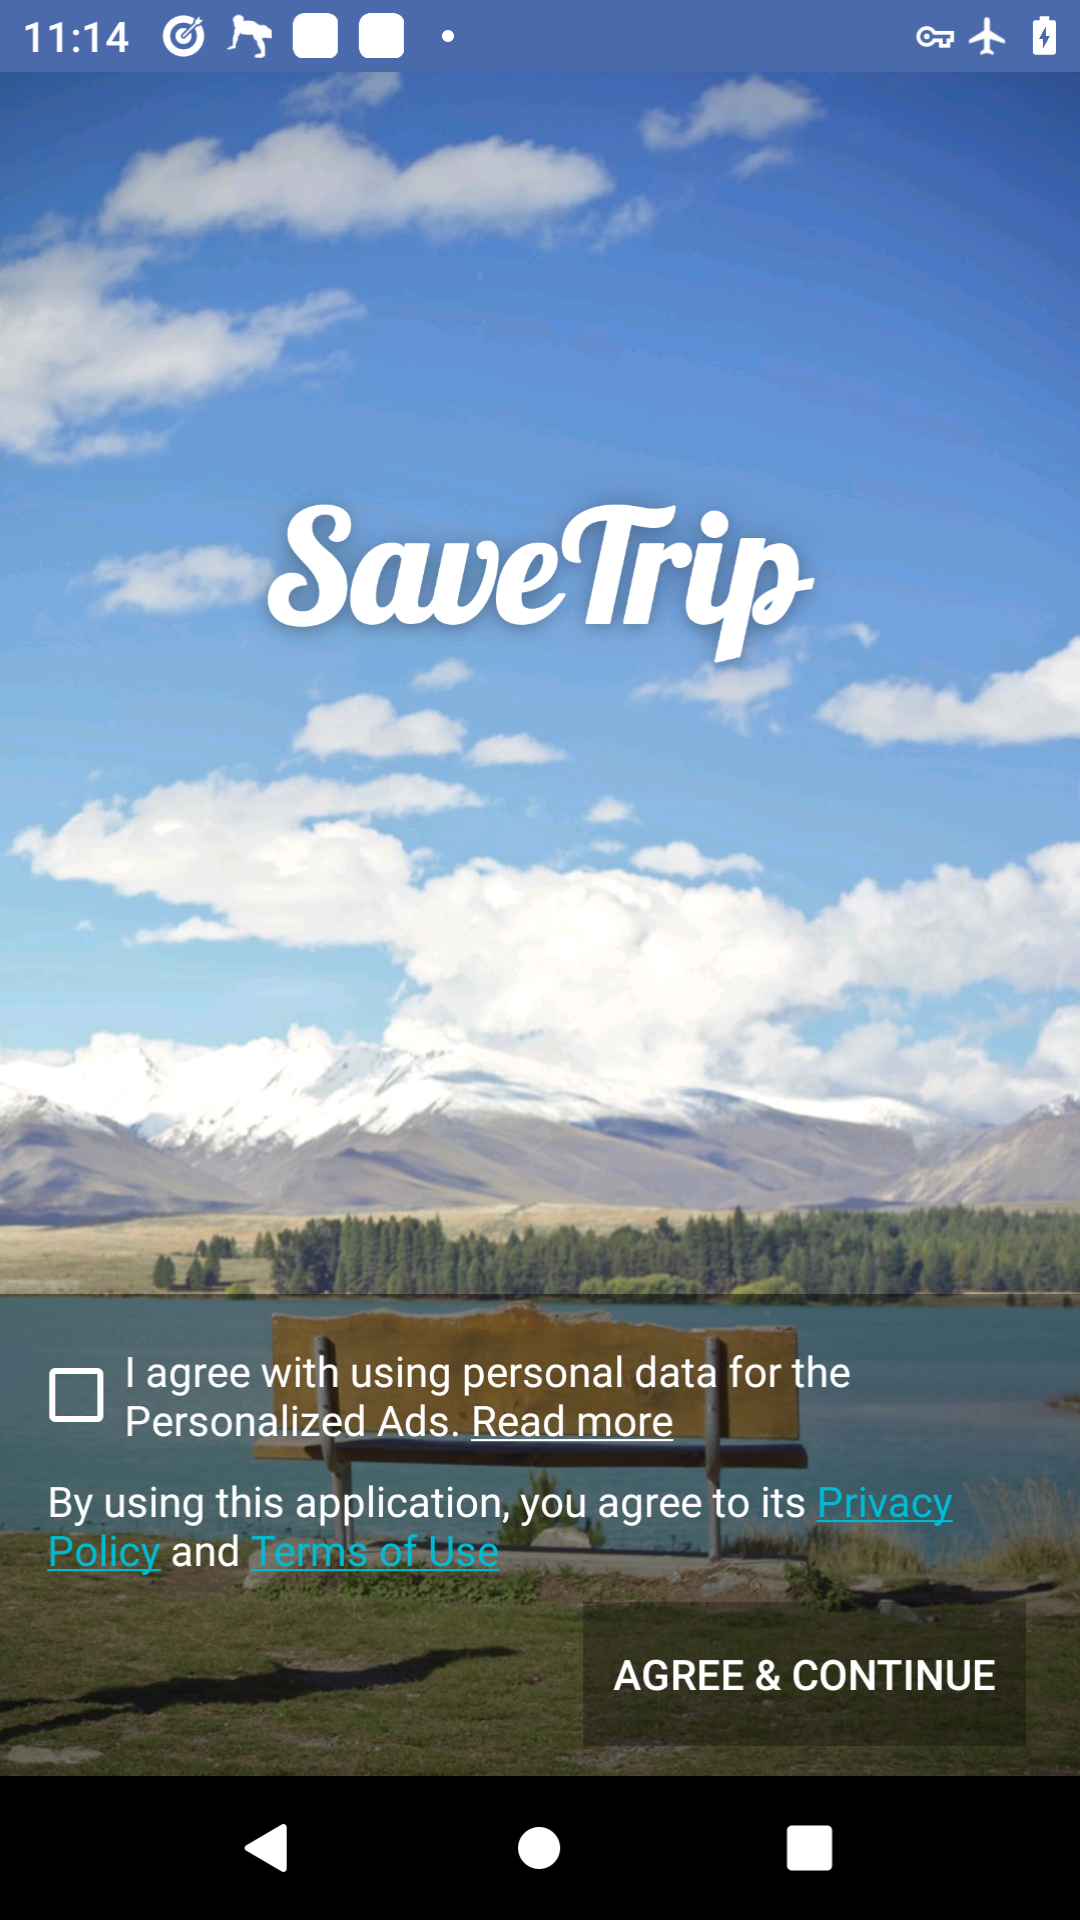 11:14
SaveTrip
I agree with using personal data for the
Personalized Ads. Read more
By using this application, you agree to its Privacy
Policy and Terms of Use
AGREE & CONTINUE